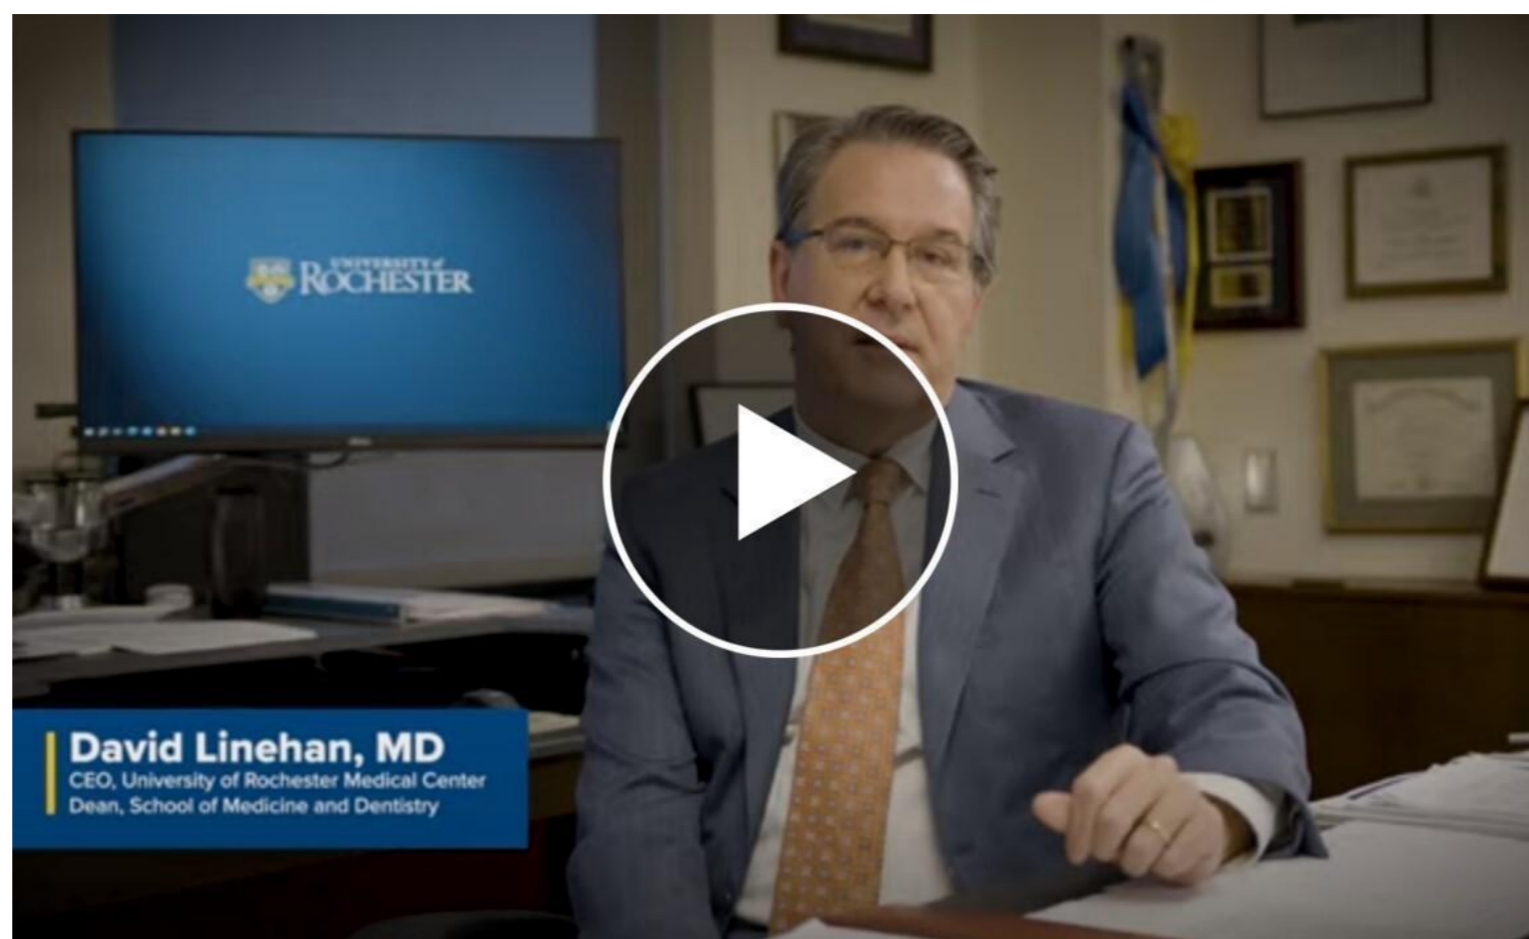 UNIVERSITY of
ROCHESTER
David Linehan, MD
CEO, University of Rochester Medical Center
Dean, School of Medicine and Dentistry